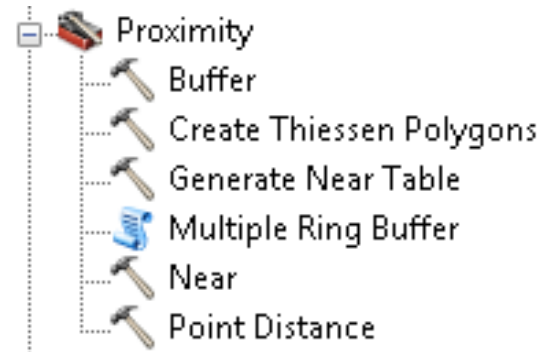 Proximity
Buffer
Create Thiessen Polygons
Generate Near Table
Multiple Ring Buffer
Near
Point Distance